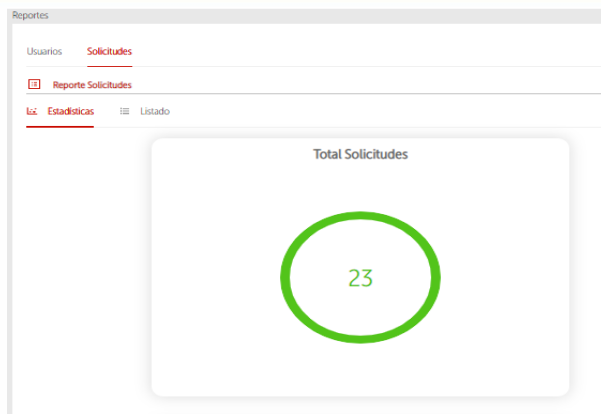 Reportes
Usuarios Solicitudes
Reporte Solicitudes
Estadísticas Listado
Total Solicitudes
23